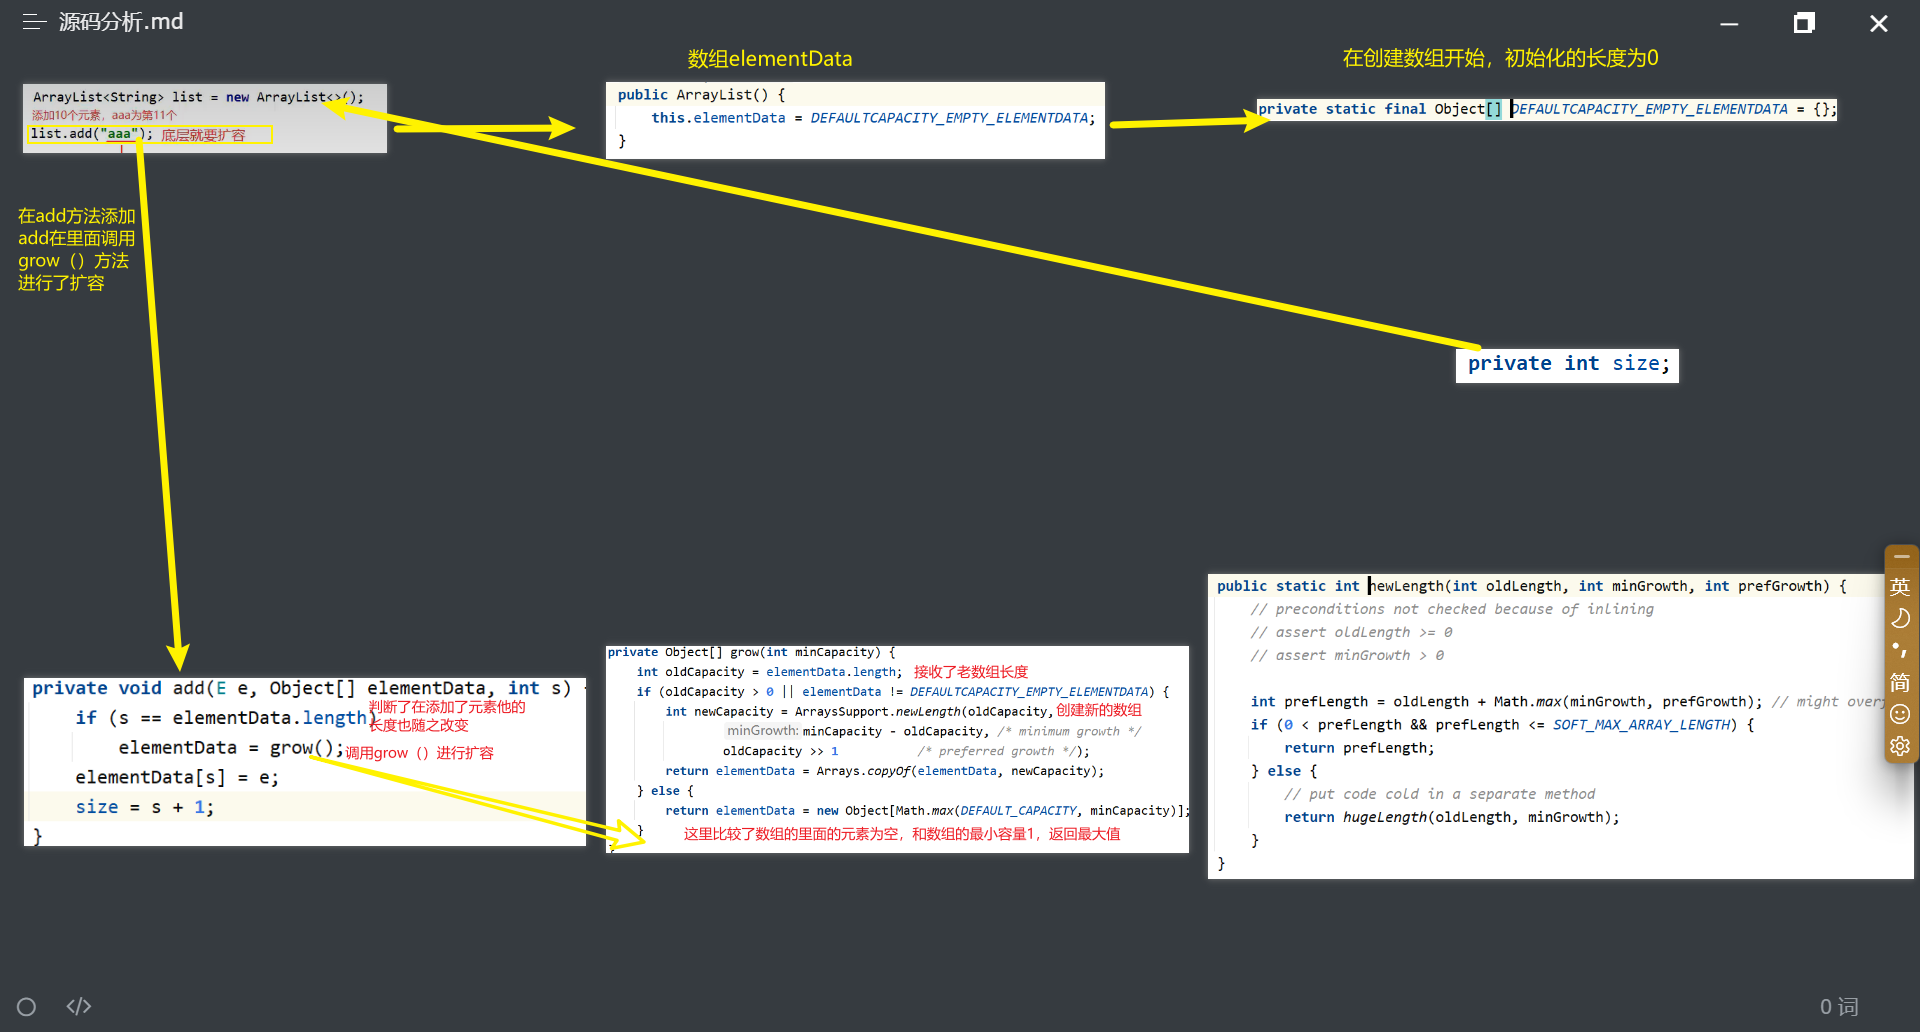 源码分析.md
数组elementData
在创建数组开始，初始化的长度为0
ArrayList<String> list = new ArrayList<>();
添加10个元素，aaa为第11个
list.add("aaa"); 底层就要扩容
public ArrayList() {
this.elementData = DEFAULTCAPACITY_EMPTY_ELEMENTDATA;
}
private static final Object[] DEFAULTCAPACITY_EMPTY_ELEMENTDATA = {};
在add方法添加
add在里面调用
grow（）方法
进行了扩容
private int size;
private void add(E e, Object[] elementData, int s) {
if (s == elementData.length)
判断了在添加了元素他的
长度也随之改变
elementData = grow(); 调用grow（）进行扩容
elementData[s] = e;
size = s + 1;
}
private Object[] grow(int minCapacity) {
int oldCapacity = elementData.length; 接收了老数组长度
if (oldCapacity > 0 || elementData != DEFAULTCAPACITY_EMPTY_ELEMENTDATA) {
int newCapacity = ArraysSupport.newLength(oldCapacity, 创建新的数组
minGrowth: minCapacity - oldCapacity, /* minimum growth */
oldCapacity >> 1 /* preferred growth */);
return elementData = Arrays.copyOf(elementData, newCapacity);
} else {
return elementData = new Object[Math.max(DEFAULT_CAPACITY, minCapacity)];
}
这里比较了数组的里面的元素为空，和数组的最小容量1，返回最大值
public static int newLength(int oldLength, int minGrowth, int prefGrowth) {
// preconditions not checked because of inlining
// assert oldLength >= 0
// assert minGrowth > 0
int prefLength = oldLength + Math.max(minGrowth, prefGrowth); // might over
if (0 < prefLength && prefLength <= SOFT_MAX_ARRAY_LENGTH) {
return prefLength;
} else {
// put code cold in a separate method
return hugeLength(oldLength, minGrowth);
}
}
英
简
0 词